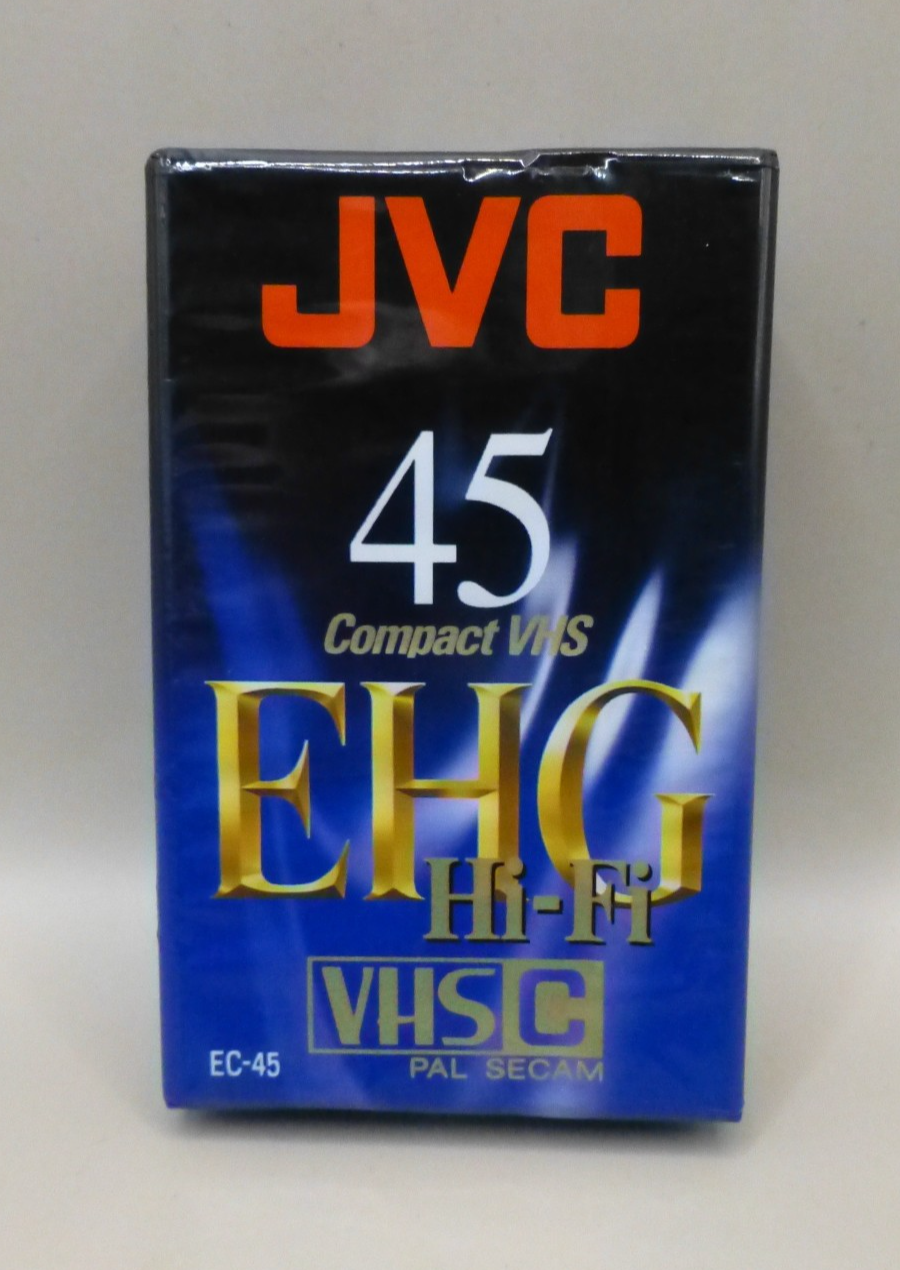 JVC
45
Compact VHS
EHG
Hi-Fi
VHS C
EC-45
PAL SECAM